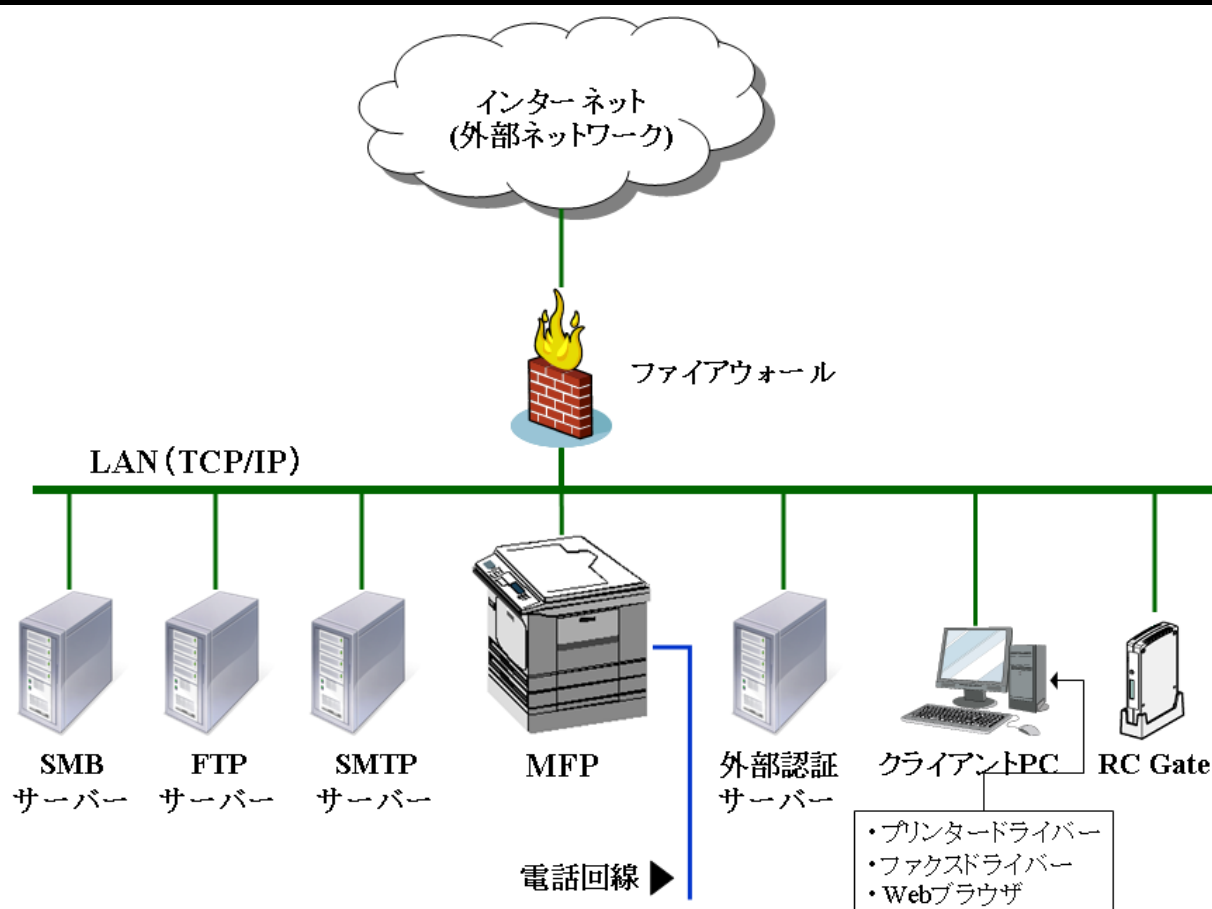 インターネット
(外部ネットワーク)
ファイアウォール
LAN(TCP/IP)
SMB
サーバー
FTP
サーバー
SMTP
サーバー
MFP
外部認証
サーバー
クライアントPC
RC Gate
・プリンタードライバー
・ファクスドライバー
・Webブラウザ
電話回線▶